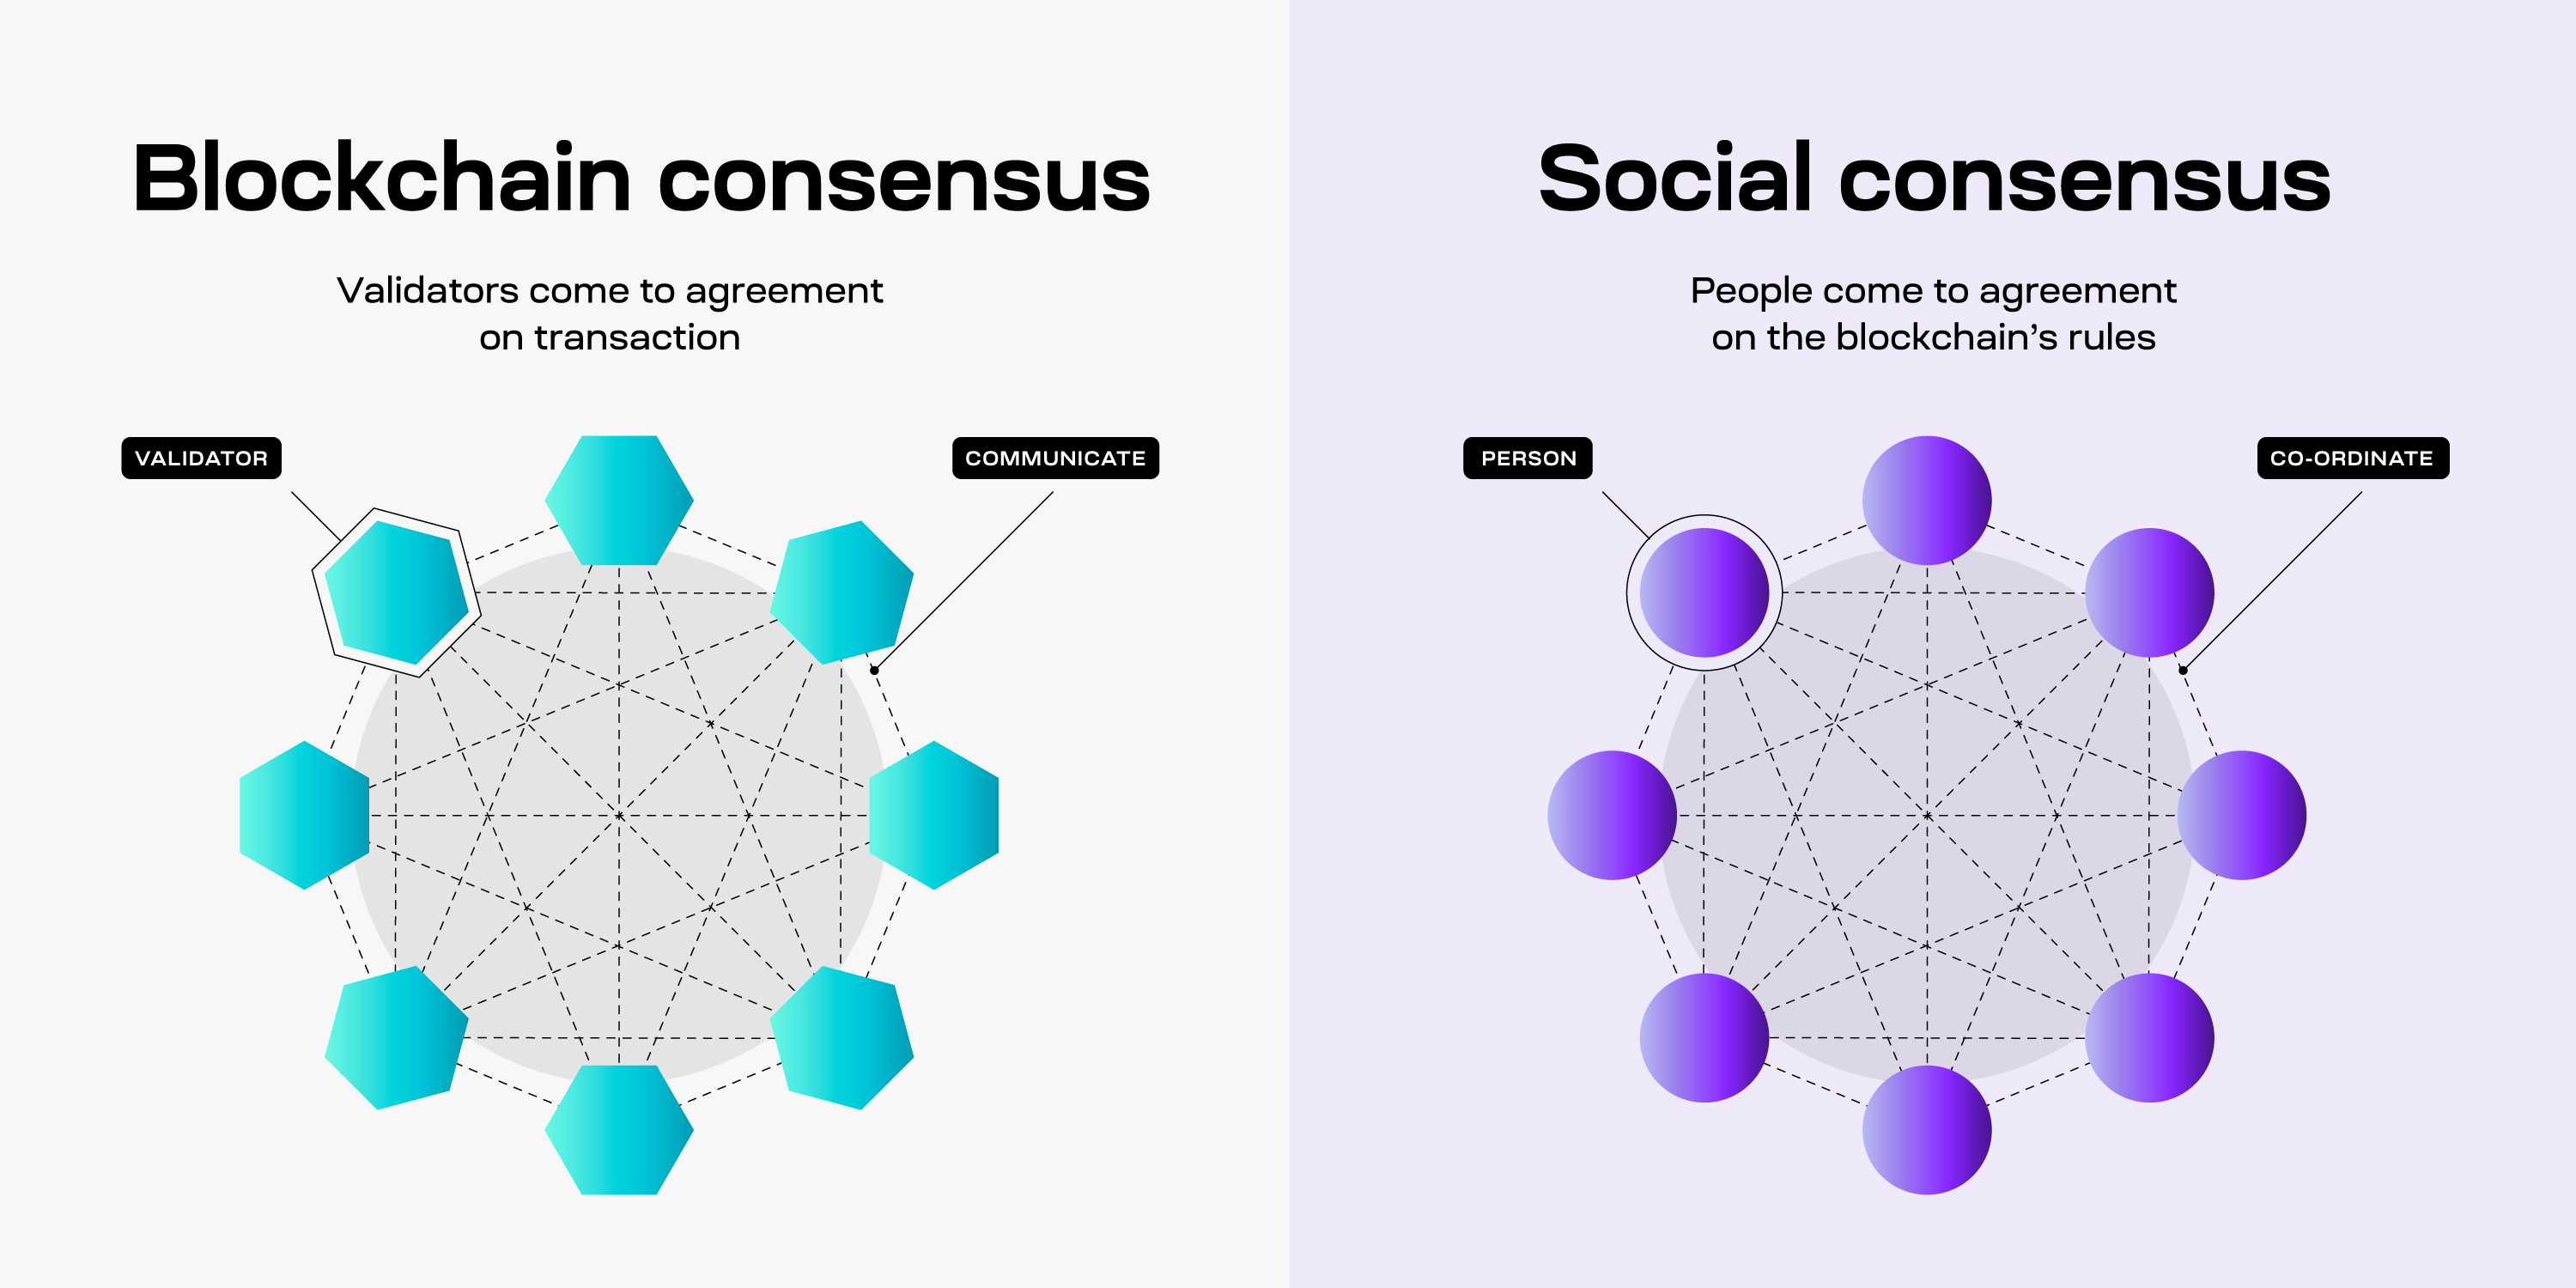 Blockchain consensus
Validators come to agreement
on transaction
VALIDATOR
COMMUNICATE
Social consensus
People come to agreement
on the blockchain’s rules
PERSON
CO-ORDINATE